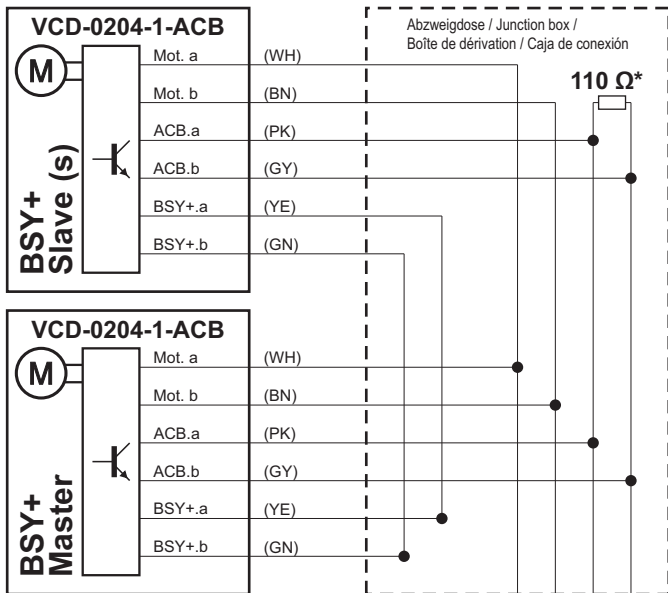 VCD-0204-1-ACB
M
BSY+
Slave (s)
Mot. a (WH)
Mot. b (BN)
ACB.a (PK)
ACB.b (GY)
BSY+.a (YE)
BSY+.b (GN)
Abzweigdose / Junction box /
Boîte de dérivation / Caja de conexión
110 Ω*
VCD-0204-1-ACB
M
BSY+
Master
Mot. a (WH)
Mot. b (BN)
ACB.a (PK)
ACB.b (GY)
BSY+.a (YE)
BSY+.b (GN)